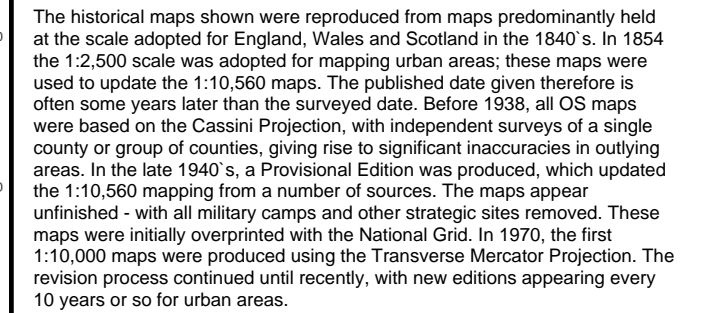 The historical maps shown were reproduced from maps predominantly held
at the scale adopted for England, Wales and Scotland in the 1840`s. In 1854
the 1:2,500 scale was adopted for mapping urban areas; these maps were
used to update the 1:10,560 maps. The published date given therefore is
often some years later than the surveyed date. Before 1938, all OS maps
were based on the Cassini Projection, with independent surveys of a single
county or group of counties, giving rise to significant inaccuracies in outlying
areas. In the late 1940`s, a Provisional Edition was produced, which updated
the 1:10,560 mapping from a number of sources. The maps appear
unfinished - with all military camps and other strategic sites removed. These
maps were initially overprinted with the National Grid. In 1970, the first
1:10,000 maps were produced using the Transverse Mercator Projection. The
revision process continued until recently, with new editions appearing every
10 years or so for urban areas.